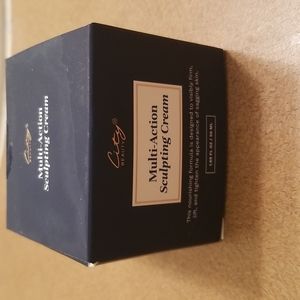 BEAUTY
Multi-Action
Sculpting Cream
Multi-Action
Sculpting Cream
This nourishing formula is designed to visibly firm,
lift, and tighten the appearance of sagging skin.